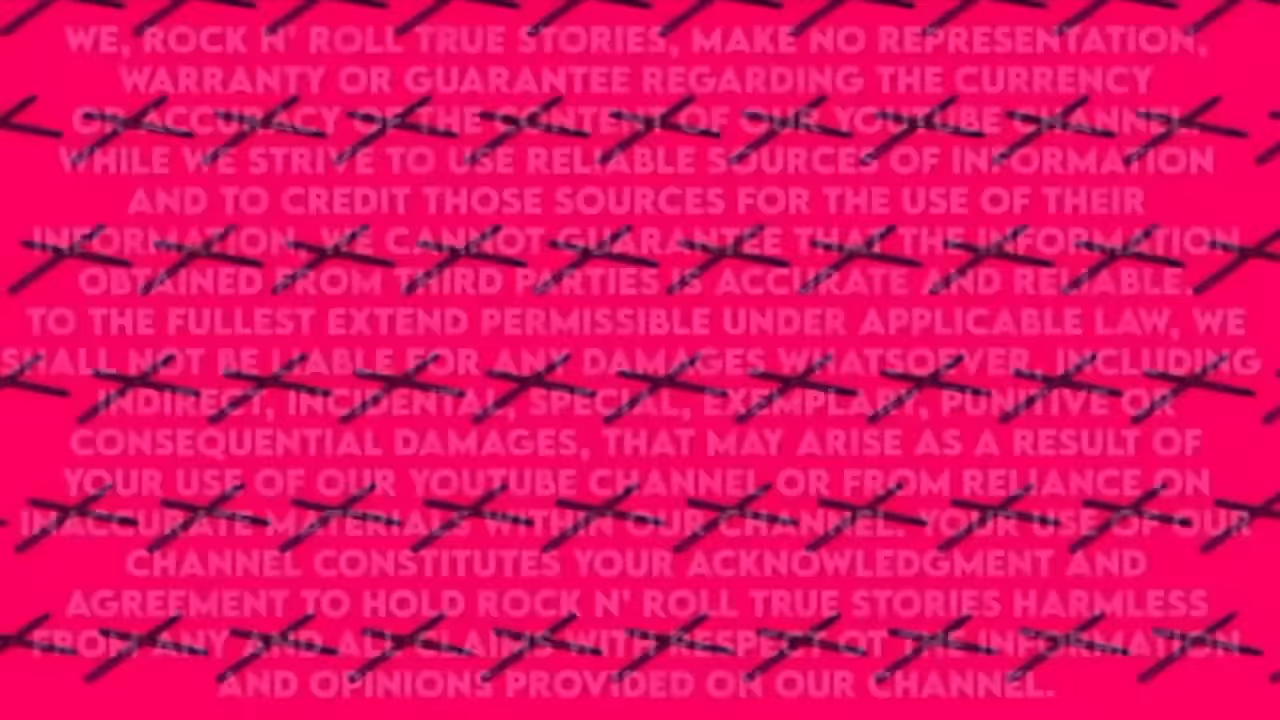 WE, ROCK N' ROLL TRUE STORIES, MAKE NO REPRESENTATION,
WARRANTY OR GUARANTEE REGARDING THE CURRENCY
OR ACCURACY OF THE CONTENT OF OUR YOUTUBE CHANNEL.
WHILE WE STRIVE TO USE RELIABLE SOURCES OF INFORMATION
AND TO CREDIT THOSE SOURCES FOR THE USE OF THEIR
INFORMATION, WE CANNOT GUARANTEE THAT THE INFORMATION
OBTAINED FROM THIRD PARTIES IS ACCURATE AND RELIABLE.
TO THE FULLEST EXTEND PERMISSIBLE UNDER APPLICABLE LAW, WE
SHALL NOT BE LIABLE FOR ANY DAMAGES WHATSOEVER, INCLUDING
INDIRECT, INCIDENTAL, SPECIAL, EXEMPLARY, PUNITIVE OR
CONSEQUENTIAL DAMAGES, THAT MAY ARISE AS A RESULT OF
YOUR USE OF OUR YOUTUBE CHANNEL OR FROM RELIANCE ON
INACCURATE MATERIALS WITHIN OUR CHANNEL. YOUR USE OF OUR
CHANNEL CONSTITUTES YOUR ACKNOWLEDGMENT AND
AGREEMENT TO HOLD ROCK N' ROLL TRUE STORIES HARMLESS
FROM ANY AND ALL CLAIMS WITH RESPECT OT THE INFORMATION
AND OPINIONS PROVIDED ON OUR CHANNEL.